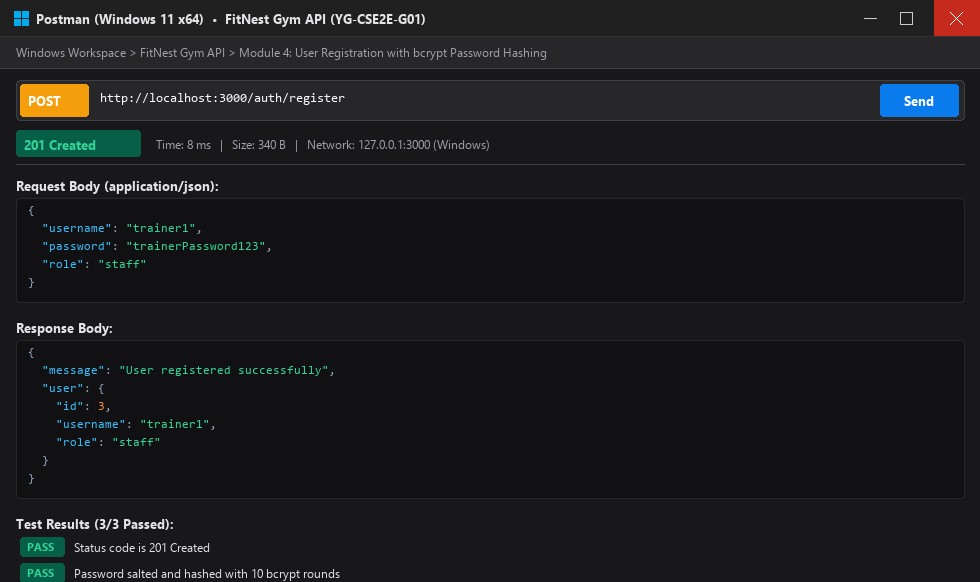 Postman (Windows 11 x64) • FitNest Gym API (YG-CSE2E-G01)
Windows Workspace > FitNest Gym API > Module 4: User Registration with bcrypt Password Hashing
POST http://localhost:3000/auth/register Send
201 Created Time: 8 ms | Size: 340 B | Network: 127.0.0.1:3000 (Windows)
Request Body (application/json):
{
"username": "trainer1",
"password": "trainerPassword123",
"role": "staff"
}
Response Body:
{
"message": "User registered successfully",
"user": {
"id": 3,
"username": "trainer1",
"role": "staff"
}
}
Test Results (3/3 Passed):
PASS Status code is 201 Created
PASS Password salted and hashed with 10 bcrypt rounds